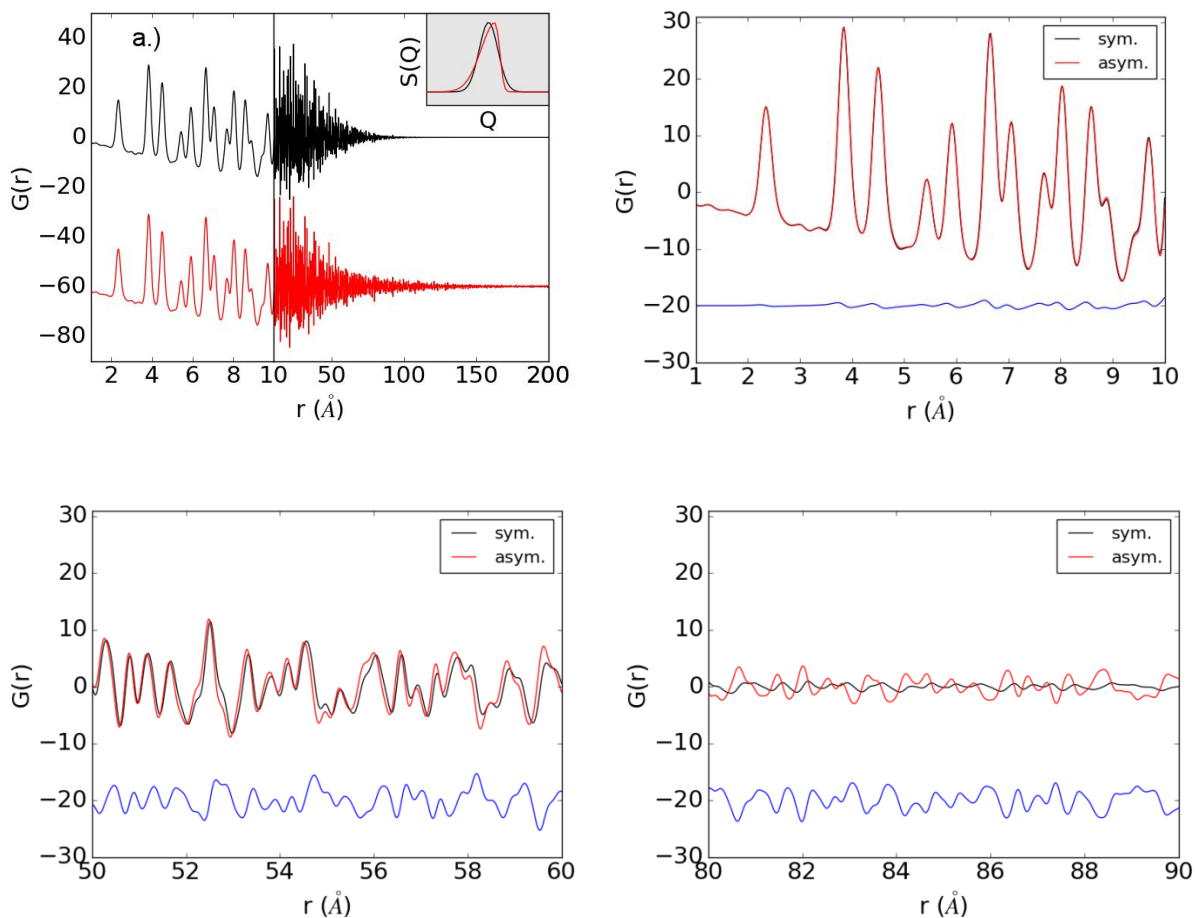 a.)
S(Q)
Q
G(r)
40
20
0
−20
−40
−60
−80
2 4 6 8 10 50 100 150 200
r (Å)
sym.
asym.
G(r)
30
20
10
0
−10
−20
−30
1 2 3 4 5 6 7 8 9 10
r (Å)
sym.
asym.
G(r)
30
20
10
0
−10
−20
−30
50 52 54 56 58 60
r (Å)
sym.
asym.
G(r)
30
20
10
0
−10
−20
−30
80 82 84 86 88 90
r (Å)